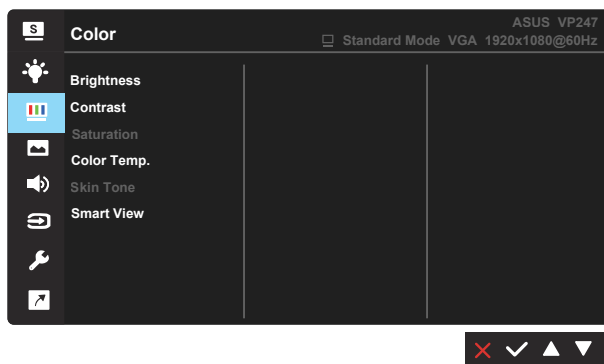 S
Color
ASUS VP247
Standard Mode VGA 1920x1080@60Hz
Brightness
Contrast
Saturation
Color Temp.
Skin Tone
Smart View